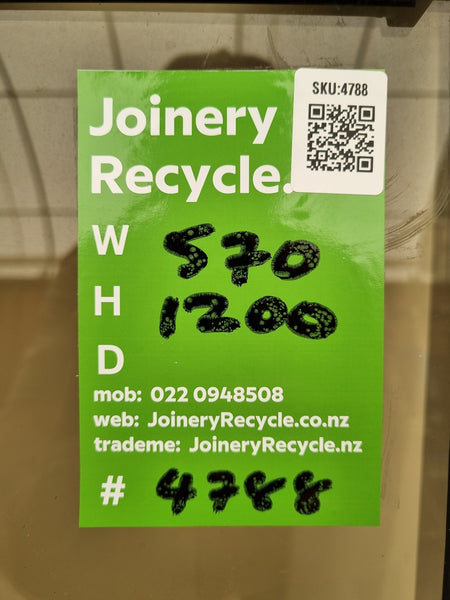 SKU:4788
Joinery
Recycle.
W 570
H 1200
D
mob: 022 0948508
web: JoineryRecycle.co.nz
trademe: JoineryRecycle.nz
# 4788